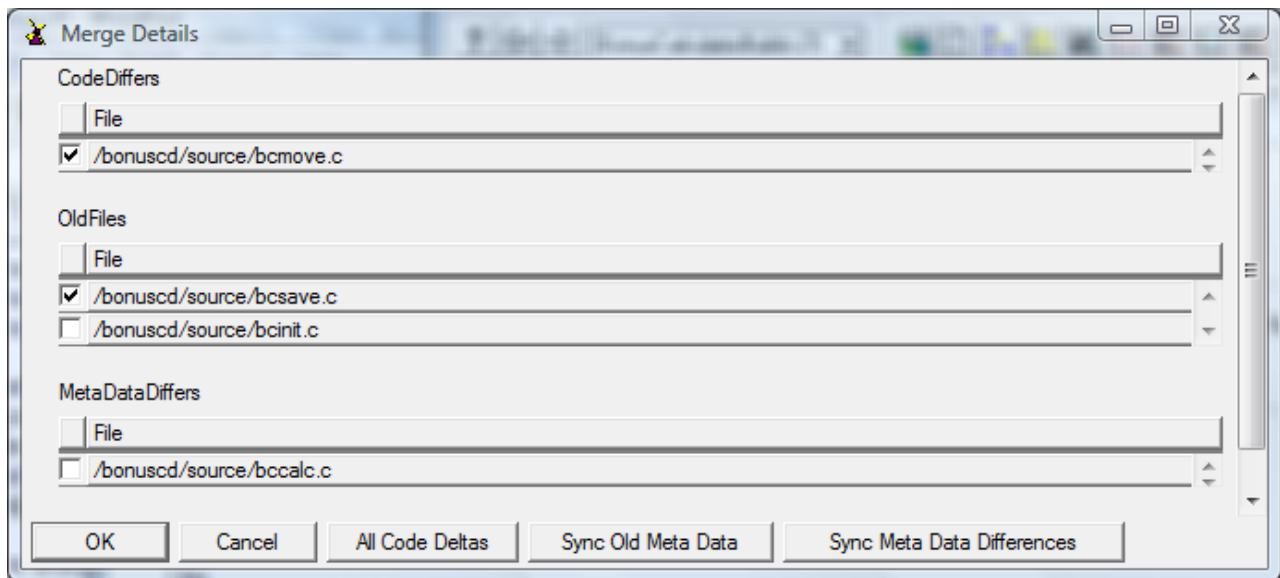 Merge Details
CodeDiffers
File
/bonuscd/source/bcmove.c
OldFiles
File
/bonuscd/source/bcsave.c
/bonuscd/source/bcinit.c
MetaDataDiffers
File
/bonuscd/source/bccalc.c
OK Cancel All Code Deltas Sync Old Meta Data Sync Meta Data Differences